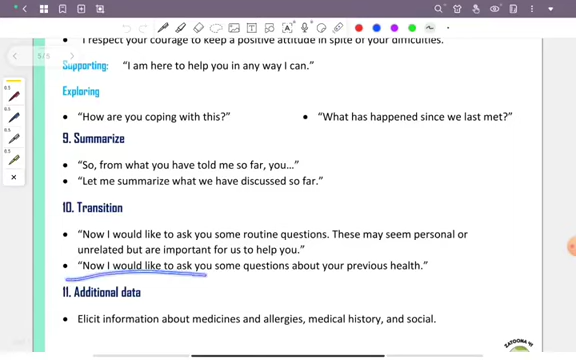 • I respect your courage to keep a positive attitude in spite of your difficulties.
5/5
Supporting: “I am here to help you in any way I can.”
Exploring
• “How are you coping with this?” • “What has happened since we last met?”
9. Summarize
• “So, from what you have told me so far, you…”
• “Let me summarize what we have discussed so far.”
10. Transition
• “Now I would like to ask you some routine questions. These may seem personal or
unrelated but are important for us to help you.”
• “Now I would like to ask you some questions about your previous health.”
11. Additional data
• Elicit information about medicines and allergies, medical history, and social.